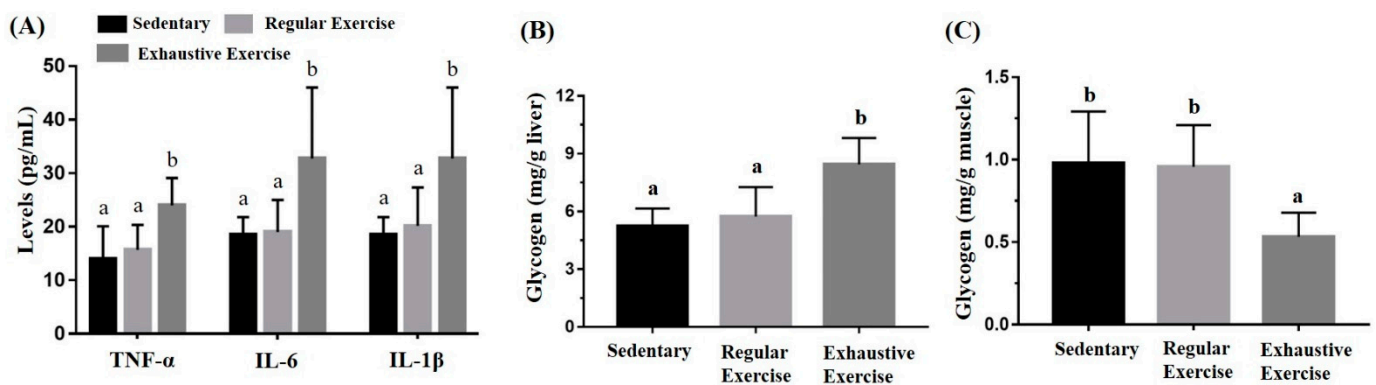 (A)
Sedentary
Regular Exercise
Exhaustive Exercise
Levels (pg/mL)
50
40
30
20
10
0
a
a
b
a
a
b
a
a
b
TNF-α
IL-6
IL-1β
(B)
Glycogen (mg/g liver)
12
9
6
3
0
a
a
b
Sedentary
Regular
Exercise
Exhaustive
Exercise
(C)
Glycogen (mg/g muscle)
1.5
1.0
0.5
0.0
b
b
a
Sedentary
Regular
Exercise
Exhaustive
Exercise